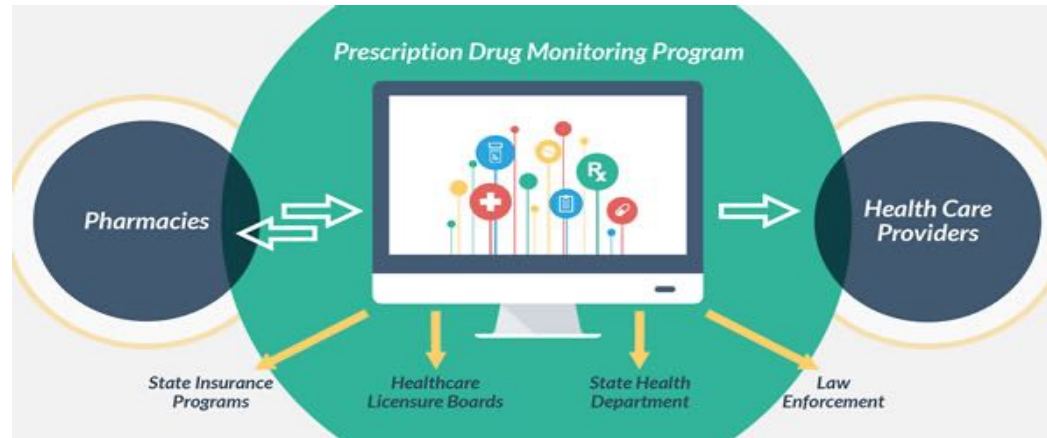 Prescription Drug Monitoring Program
Pharmacies
Rx
Health Care
Providers
State Insurance
Programs
Healthcare
Licensure Boards
State Health
Department
Law
Enforcement